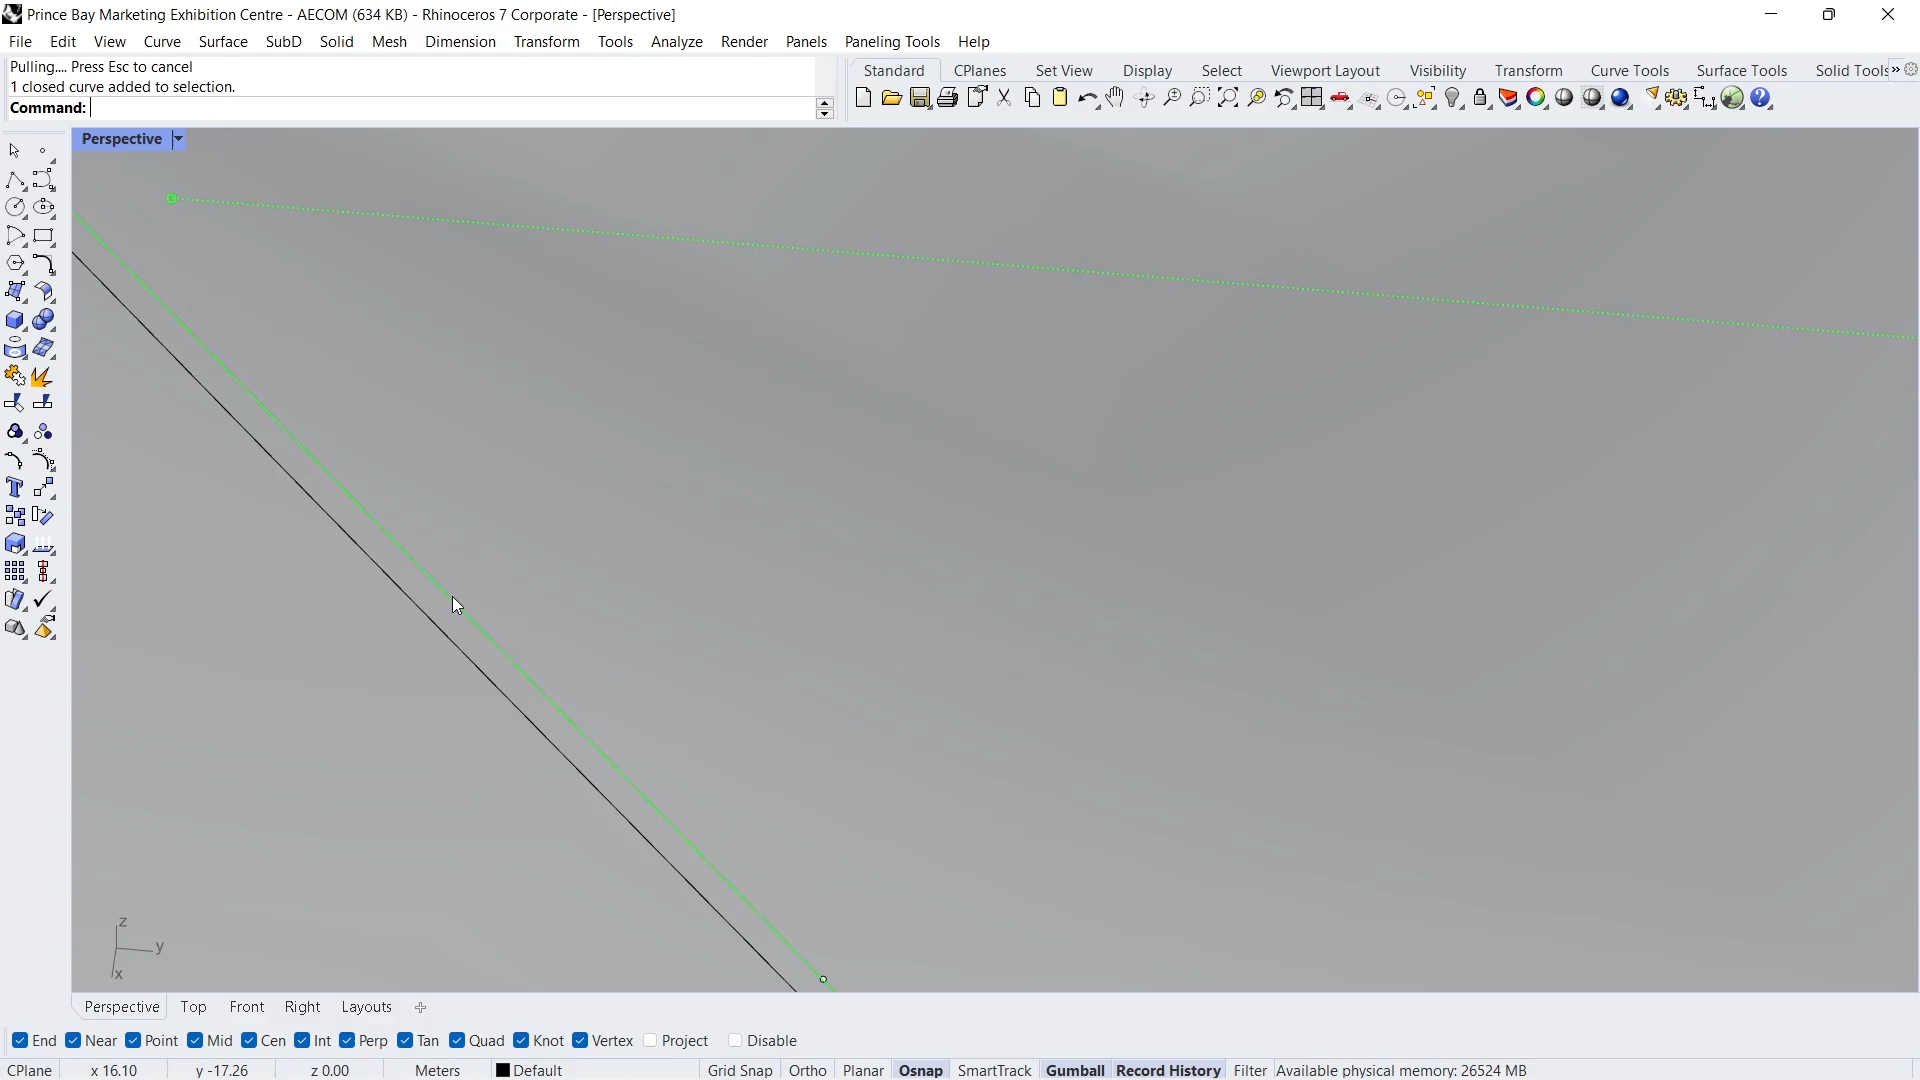 Prince Bay Marketing Exhibition Centre - AECOM (634 KB) - Rhinoceros 7 Corporate - [Perspective]
File Edit View Curve Surface SubD Solid Mesh Dimension Transform Tools Analyze Render Panels Paneling Tools Help
Pulling.... Press Esc to cancel
1 closed curve added to selection.
Command:
Standard CPlanes Set View Display Select Viewport Layout Visibility Transform Curve Tools Surface Tools Solid Tools »
Perspective
z
y
x
Perspective Top Front Right Layouts
End Near Point Mid Cen Int Perp Tan Quad Knot Vertex Project Disable
CPlane x 16.10 y -17.26 z 0.00 Meters Default Grid Snap Ortho Planar Osnap SmartTrack Gumball Record History Filter Available physical memory: 26524 MB